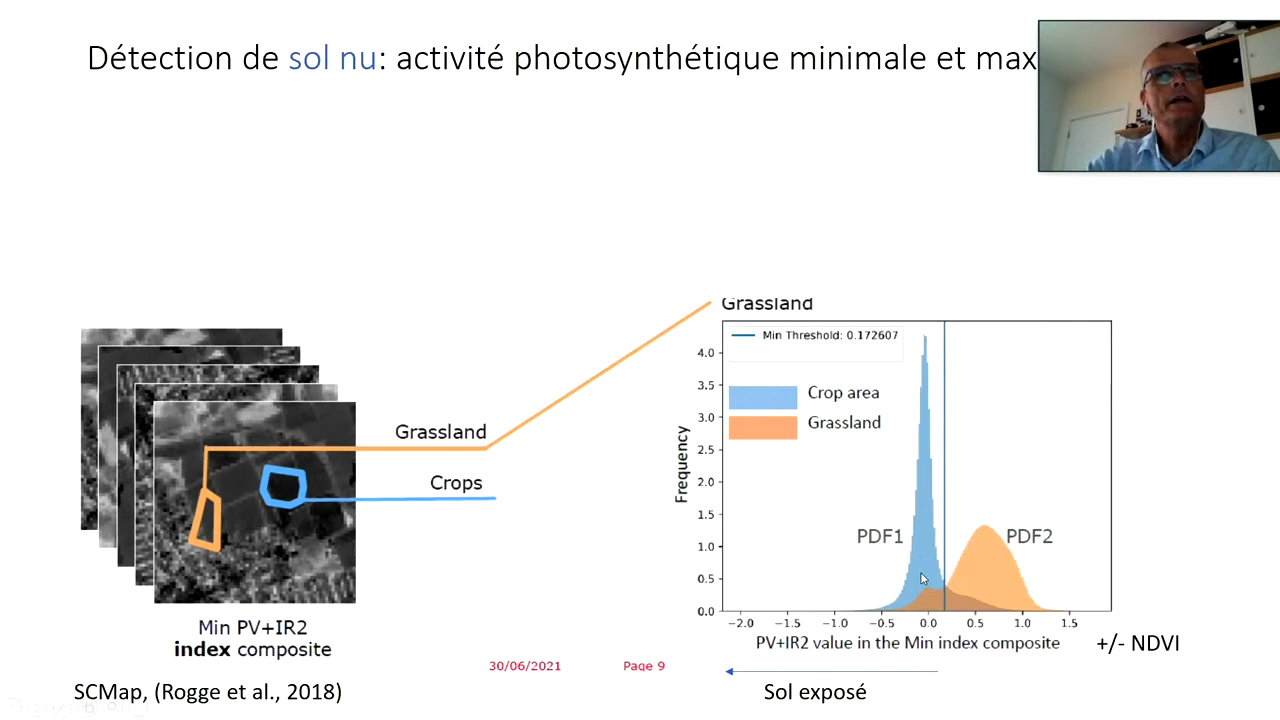 Détection de sol nu: activité photosynthétique minimale et max
Grassland
Min Threshold: 0.172607
Crop area
Grassland
4.0
3.5
3.0
2.5
2.0
1.5
1.0
0.5
0.0
Frequency
PDF1
PDF2
−2.0 −1.5 −1.0 −0.5 0.0 0.5 1.0 1.5
PV+IR2 value in the Min index composite
+/- NDVI
Grassland
Crops
Min PV+IR2
index composite
30/06/2021
Page 9
SCMap, (Rogge et al., 2018)
Sol exposé